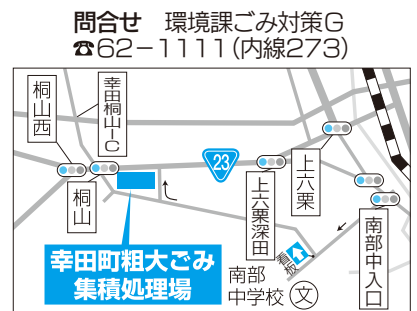 問合せ 環境課ごみ対策G
☎62－1111(内線273)
桐山西
幸田桐山IC
桐山
23
上六栗深田
上六栗
南部中入口
看板
幸田町粗大ごみ
集積処理場
南部
中学校
文